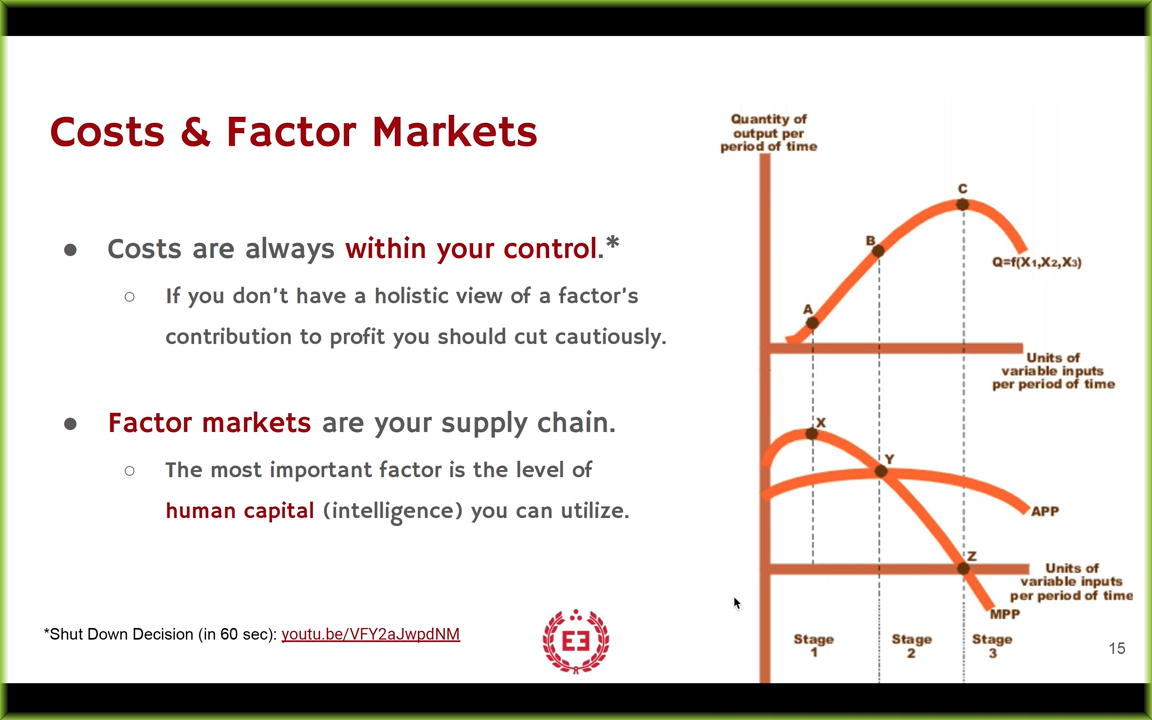 Costs & Factor Markets
● Costs are always within your control.*
○ If you don't have a holistic view of a factor's
contribution to profit you should cut cautiously.
● Factor markets are your supply chain.
○ The most important factor is the level of
human capital (intelligence) you can utilize.
*Shut Down Decision (in 60 sec): youtu.be/VFY2aJwpdNM
EƎ
Quantity of
output per
period of time
C
B
A
Q=f(X1,X2,X3)
Units of
variable inputs
per period of time
X
Y
APP
Z
Units of
variable inputs
per period of time
MPP
Stage
1
Stage
2
Stage
3
15